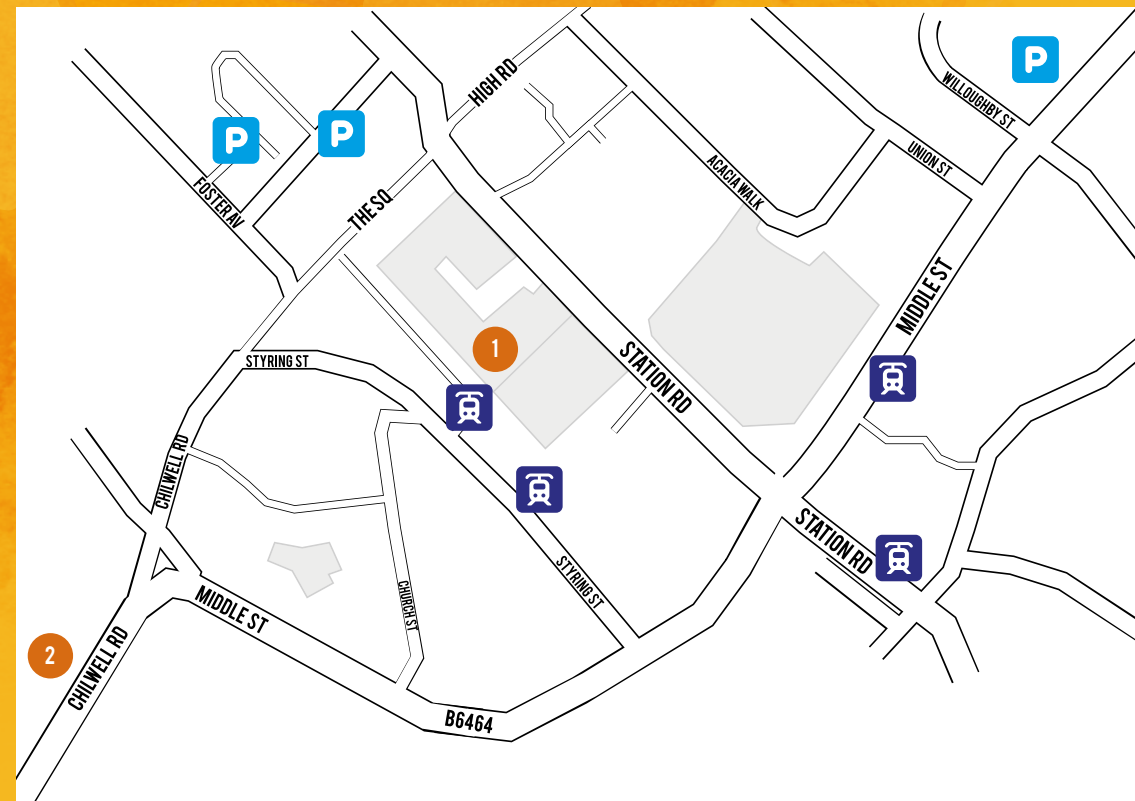 HIGH RD
P
WILLOUGHBY ST
P
P
UNION ST
ACACIA WALK
FOSTER AV
THE SQ
MIDDLE ST
1
STYRING ST
STATION RD
CHILWELL RD
STATION RD
STYRING ST
CHURCH ST
MIDDLE ST
2
CHILWELL RD
B6464